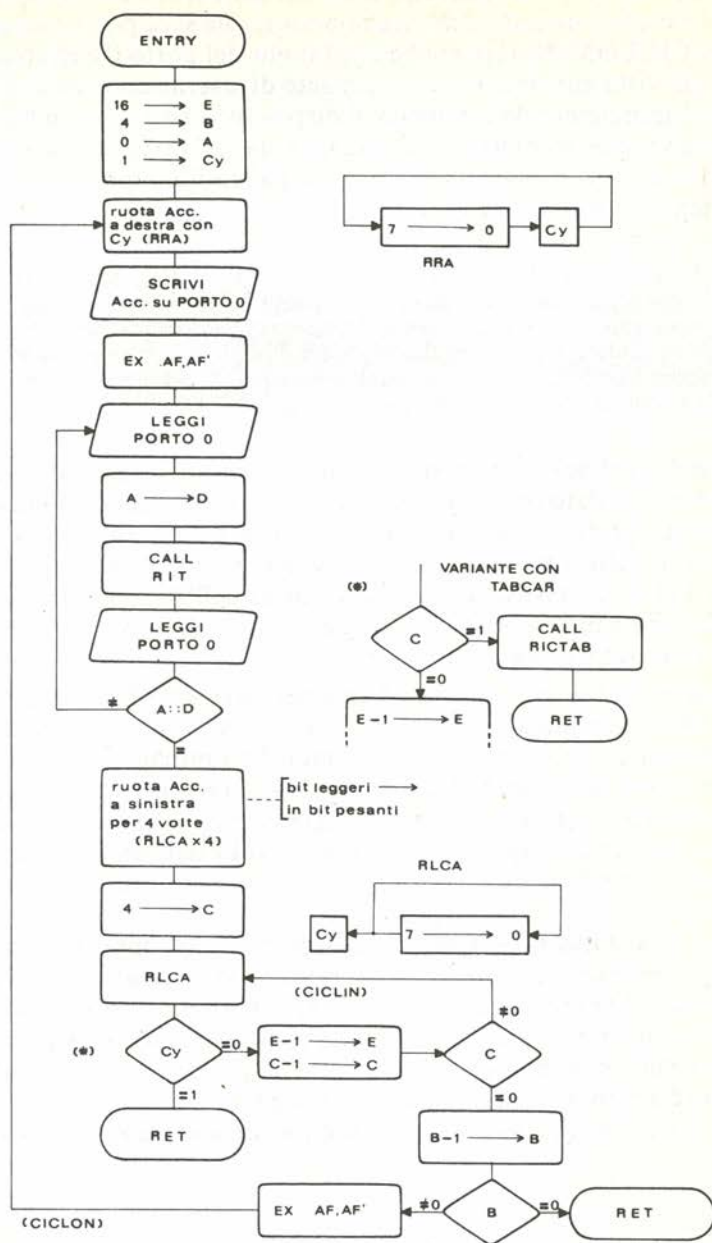 ENTRY
16 → E
4 → B
0 → A
1 → Cy
ruota Acc.
a destra con
Cy (RRA)
7 → 0
Cy
RRA
SCRIVI
Acc. su PORTO 0
EX AF,AF'
LEGGI
PORTO 0
A → D
CALL
RIT
LEGGI
PORTO 0
≠
A::D
=
VARIANTE CON
TABCAR
(*)
C
=1
CALL
RICTAB
=0
E-1 → E
RET
ruota Acc.
a sinistra
per 4 volte
(RLCA x 4)
bit leggeri →
in bit pesanti
4 → C
RLCA
Cy
7 → 0
RLCA
(CICLIN)
(*)
Cy
=0
E-1 → E
C-1 → C
C
≠0
=1
=0
RET
B-1 → B
(CICLON)
EX AF,AF'
≠0
B
=0
RET